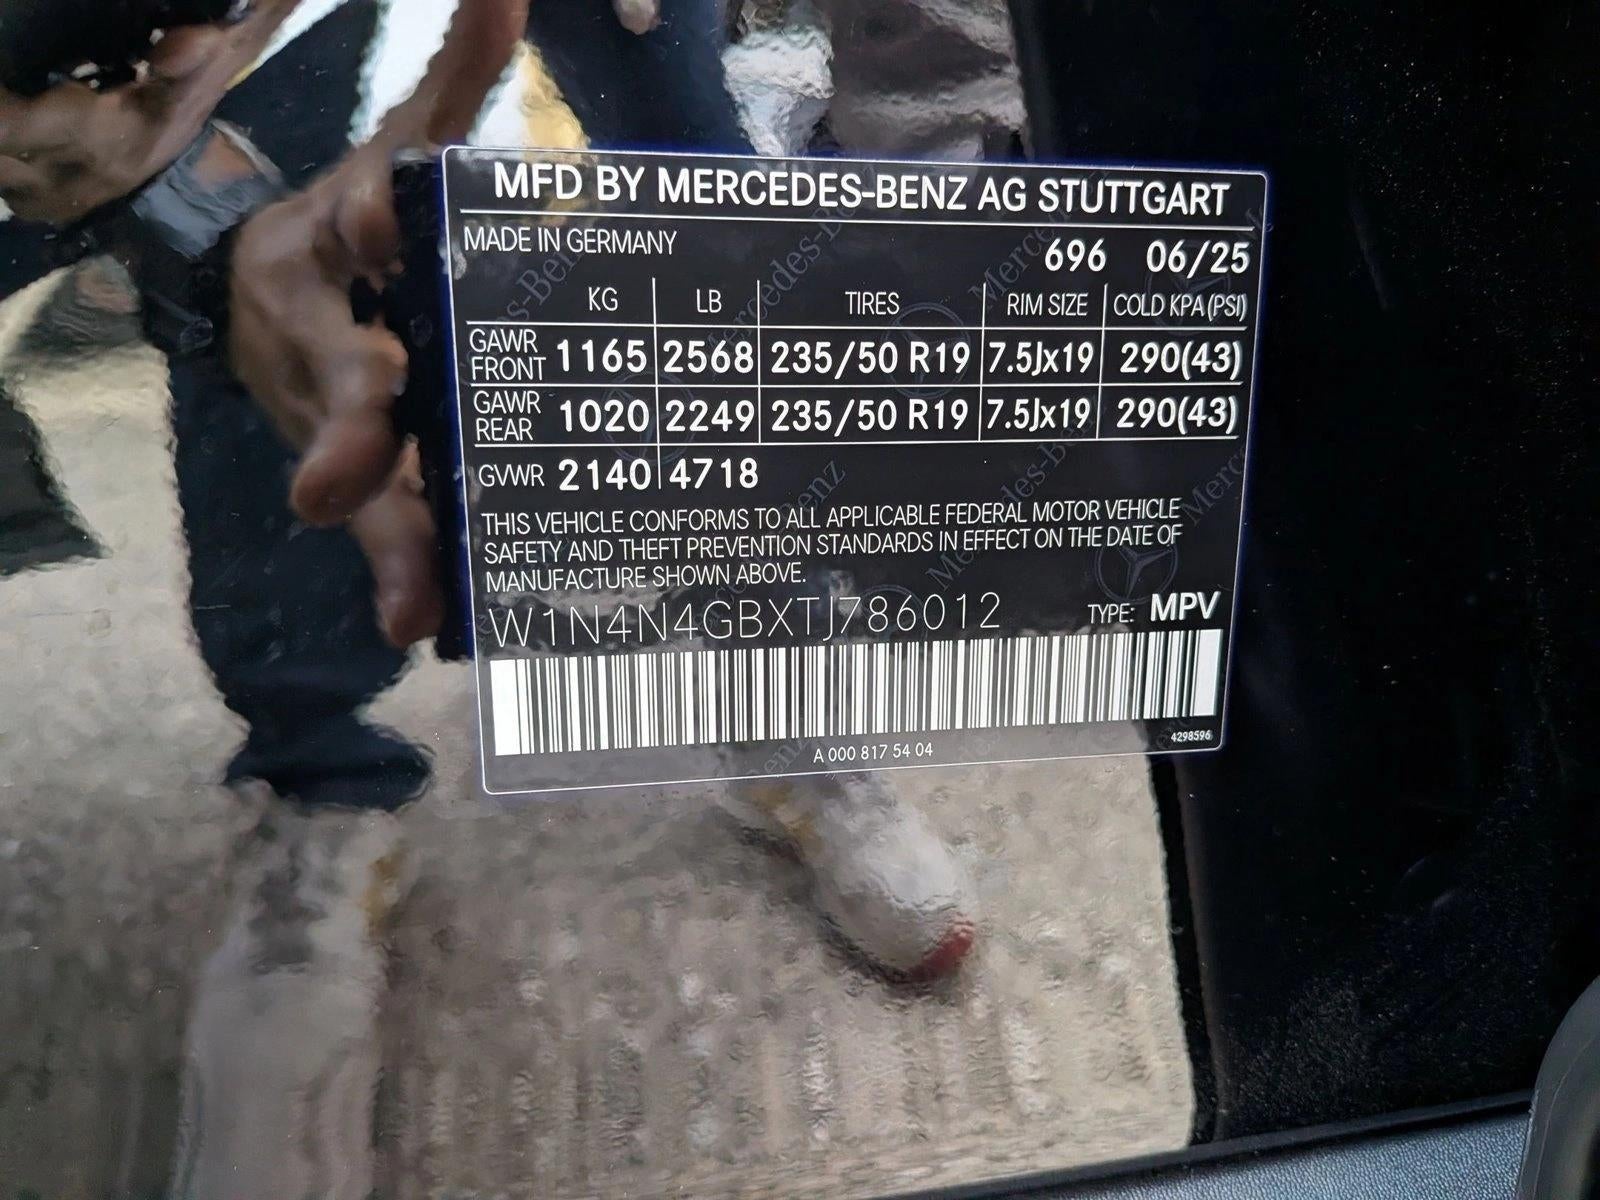 MFD BY MERCEDES-BENZ AG STUTTGART
MADE IN GERMANY 696 06/25
KG LB TIRES RIM SIZE COLD KPA (PSI)
GAWR FRONT 1165 2568 235/50 R19 7.5Jx19 290(43)
GAWR REAR 1020 2249 235/50 R19 7.5Jx19 290(43)
GVWR 2140 4718
THIS VEHICLE CONFORMS TO ALL APPLICABLE FEDERAL MOTOR VEHICLE
SAFETY AND THEFT PREVENTION STANDARDS IN EFFECT ON THE DATE OF
MANUFACTURE SHOWN ABOVE.
W1N4N4GBXTJ786012 TYPE: MPV
A 000 817 54 04 4298596